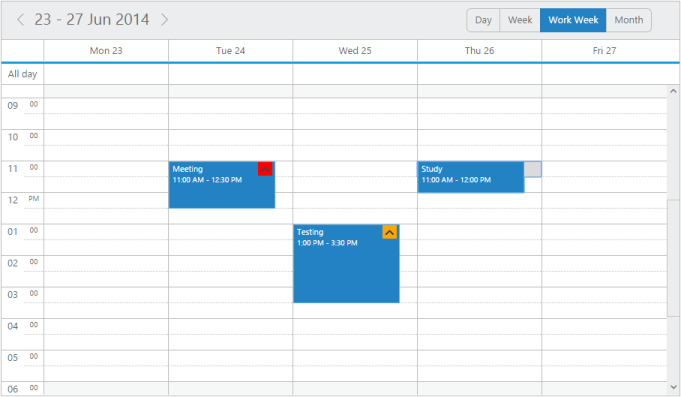 23 - 27 Jun 2014
Day Week Work Week Month
Mon 23 Tue 24 Wed 25 Thu 26 Fri 27
All day
09 00
10 00
11 00
Meeting
11:00 AM - 12:30 PM
Study
11:00 AM - 12:00 PM
12 PM
01 00
Testing
1:00 PM - 3:30 PM
02 00
03 00
04 00
05 00
06 00